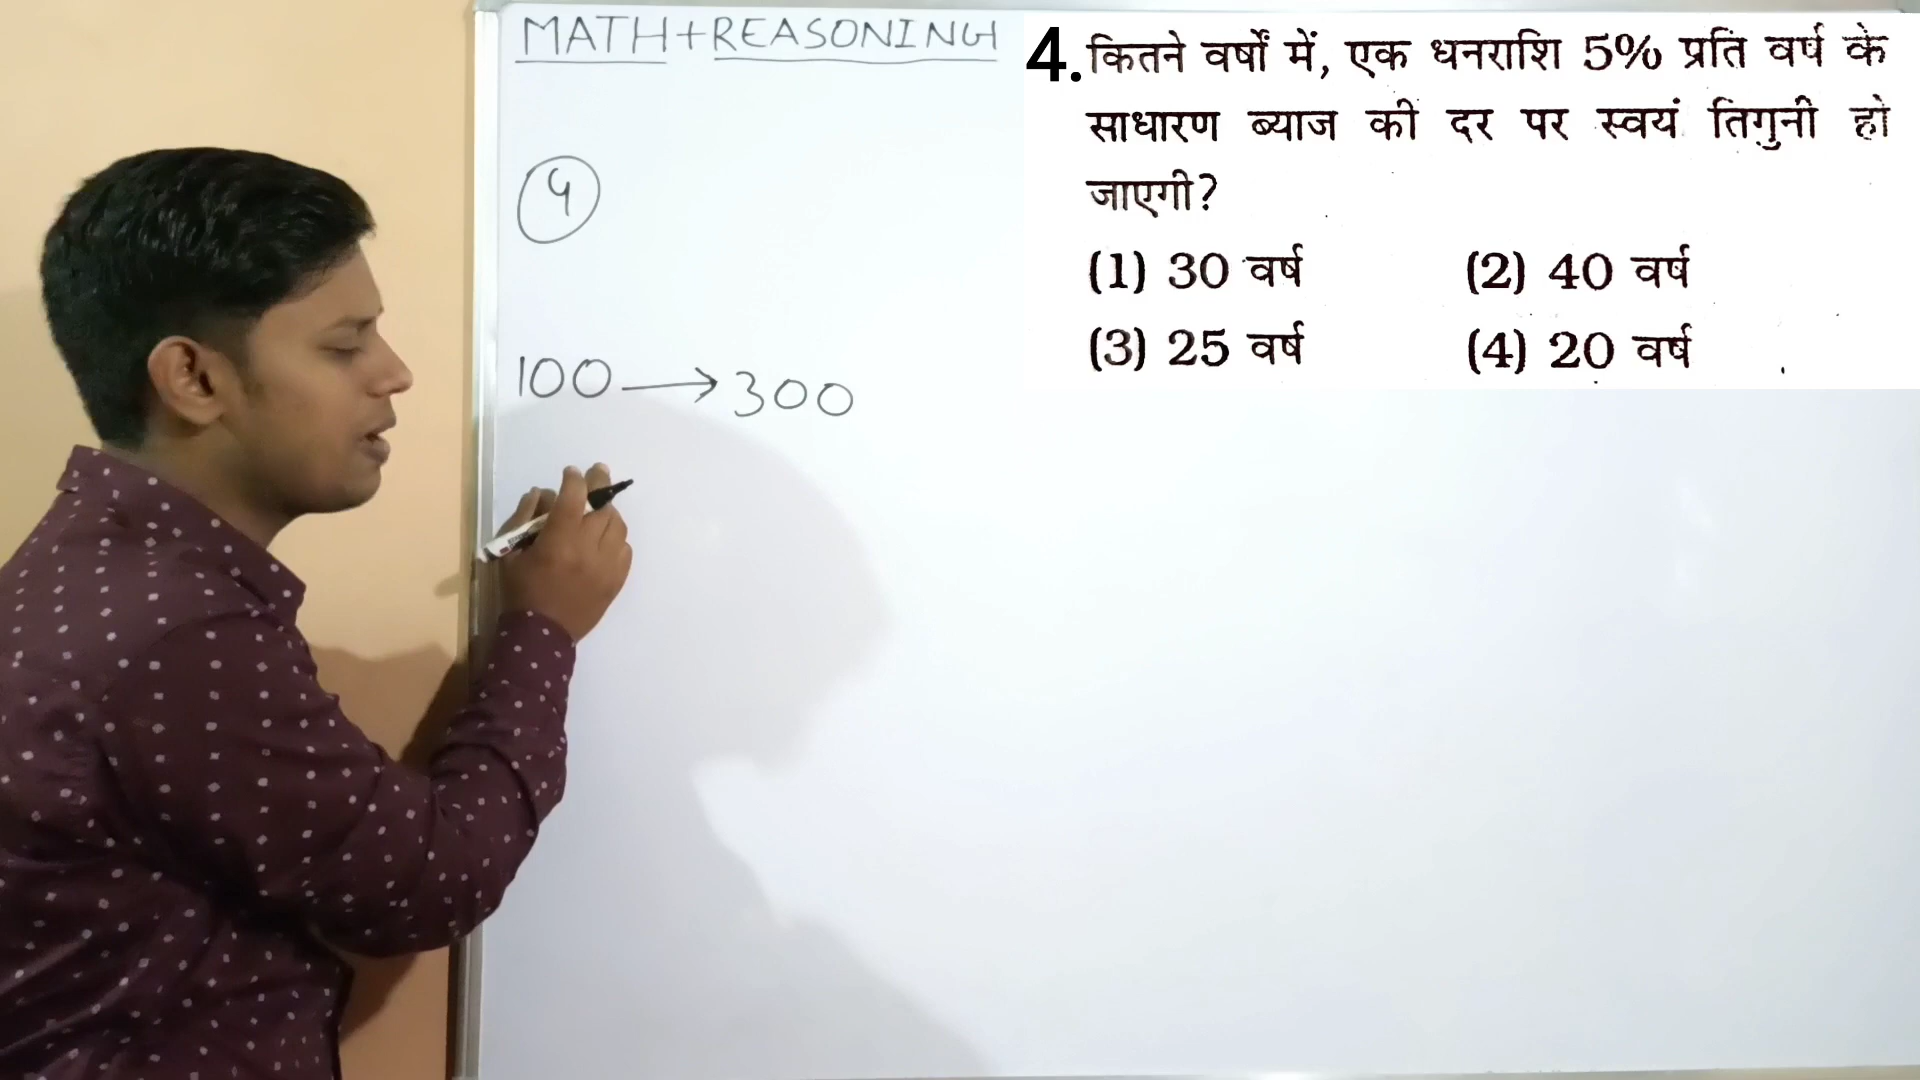 MATH+REASONING
4
100 → 300
4. कितने वर्षों में, एक धनराशि 5% प्रति वर्ष के
साधारण ब्याज की दर पर स्वयं तिगुनी हो
जाएगी?
(1) 30 वर्ष (2) 40 वर्ष
(3) 25 वर्ष (4) 20 वर्ष